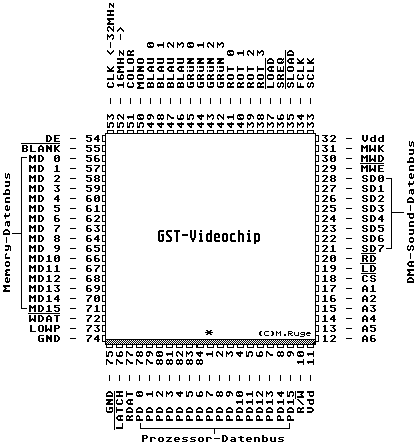 53 - CLK <-32MHz
52 - 16MHz ->
51 - COLOR
50 - MONO
49 - BLAU 0
48 - BLAU 1
47 - BLAU 2
46 - BLAU 3
45 - GRÜN 0
44 - GRÜN 1
43 - GRÜN 2
42 - GRÜN 3
41 - ROT 0
40 - ROT 1
39 - ROT 2
38 - ROT 3
37 - LOAD
36 - SREQ
35 - SLOAD
34 - FCLK
33 - SCLK
Memory-Datenbus
DE - 54
BLANK - 55
MD 0 - 56
MD 1 - 57
MD 2 - 58
MD 3 - 59
MD 4 - 60
MD 5 - 61
MD 6 - 62
MD 7 - 63
MD 8 - 64
MD 9 - 65
MD10 - 66
MD11 - 67
MD12 - 68
MD13 - 69
MD14 - 70
MD15 - 71
WDAT - 72
LOWP - 73
GND - 74
GST-Videochip
*
(C)M.Ruge
32 - Vdd
31 - MWK
30 - MWD
29 - MWE
28 - SD0
27 - SD1
26 - SD2
25 - SD3
24 - SD4
23 - SD5
22 - SD6
21 - SD7
20 - RD
19 - LD
18 - CS
17 - A1
16 - A2
15 - A3
14 - A4
13 - A5
12 - A6
DMA-Sound-Datenbus
GND - 75
LATCH - 76
RDAT - 77
PD 0 - 78
PD 1 - 79
PD 2 - 80
PD 3 - 81
PD 4 - 82
PD 5 - 83
PD 6 - 84
PD 7 - 1
PD 8 - 2
PD 9 - 3
PD10 - 4
PD11 - 5
PD12 - 6
PD13 - 7
PD14 - 8
PD15 - 9
R/W - 10
Vdd - 11
Prozessor-Datenbus